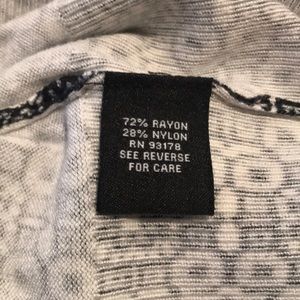 72% RAYON
28% NYLON
RN 93178
SEE REVERSE
FOR CARE